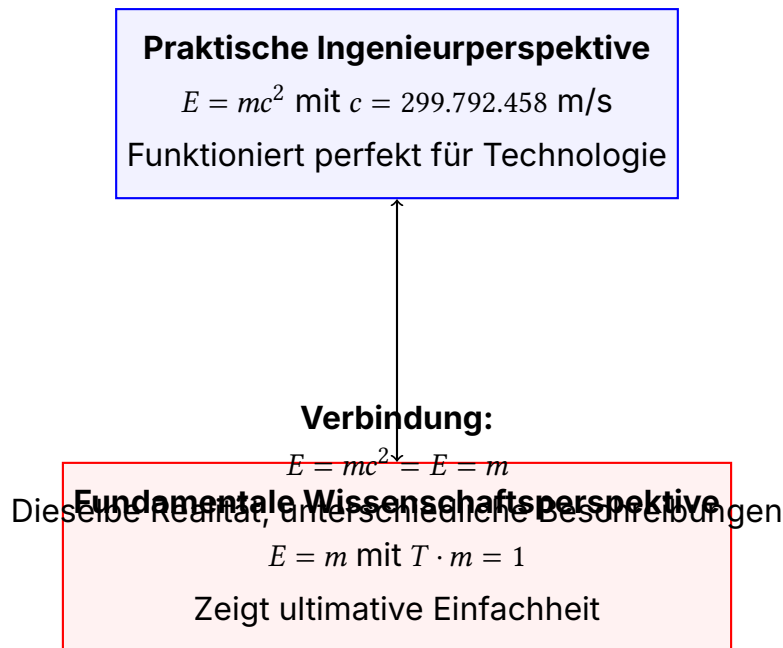 Praktische Ingenieurperspektive
E = mc² mit c = 299.792.458 m/s
Funktioniert perfekt für Technologie
Verbindung:
E = mc² = E = m
Dieselbe Realität, unterschiedliche Beschreibungen
Fundamentale Wissenschaftsperspektive
E = m mit T · m = 1
Zeigt ultimative Einfachheit